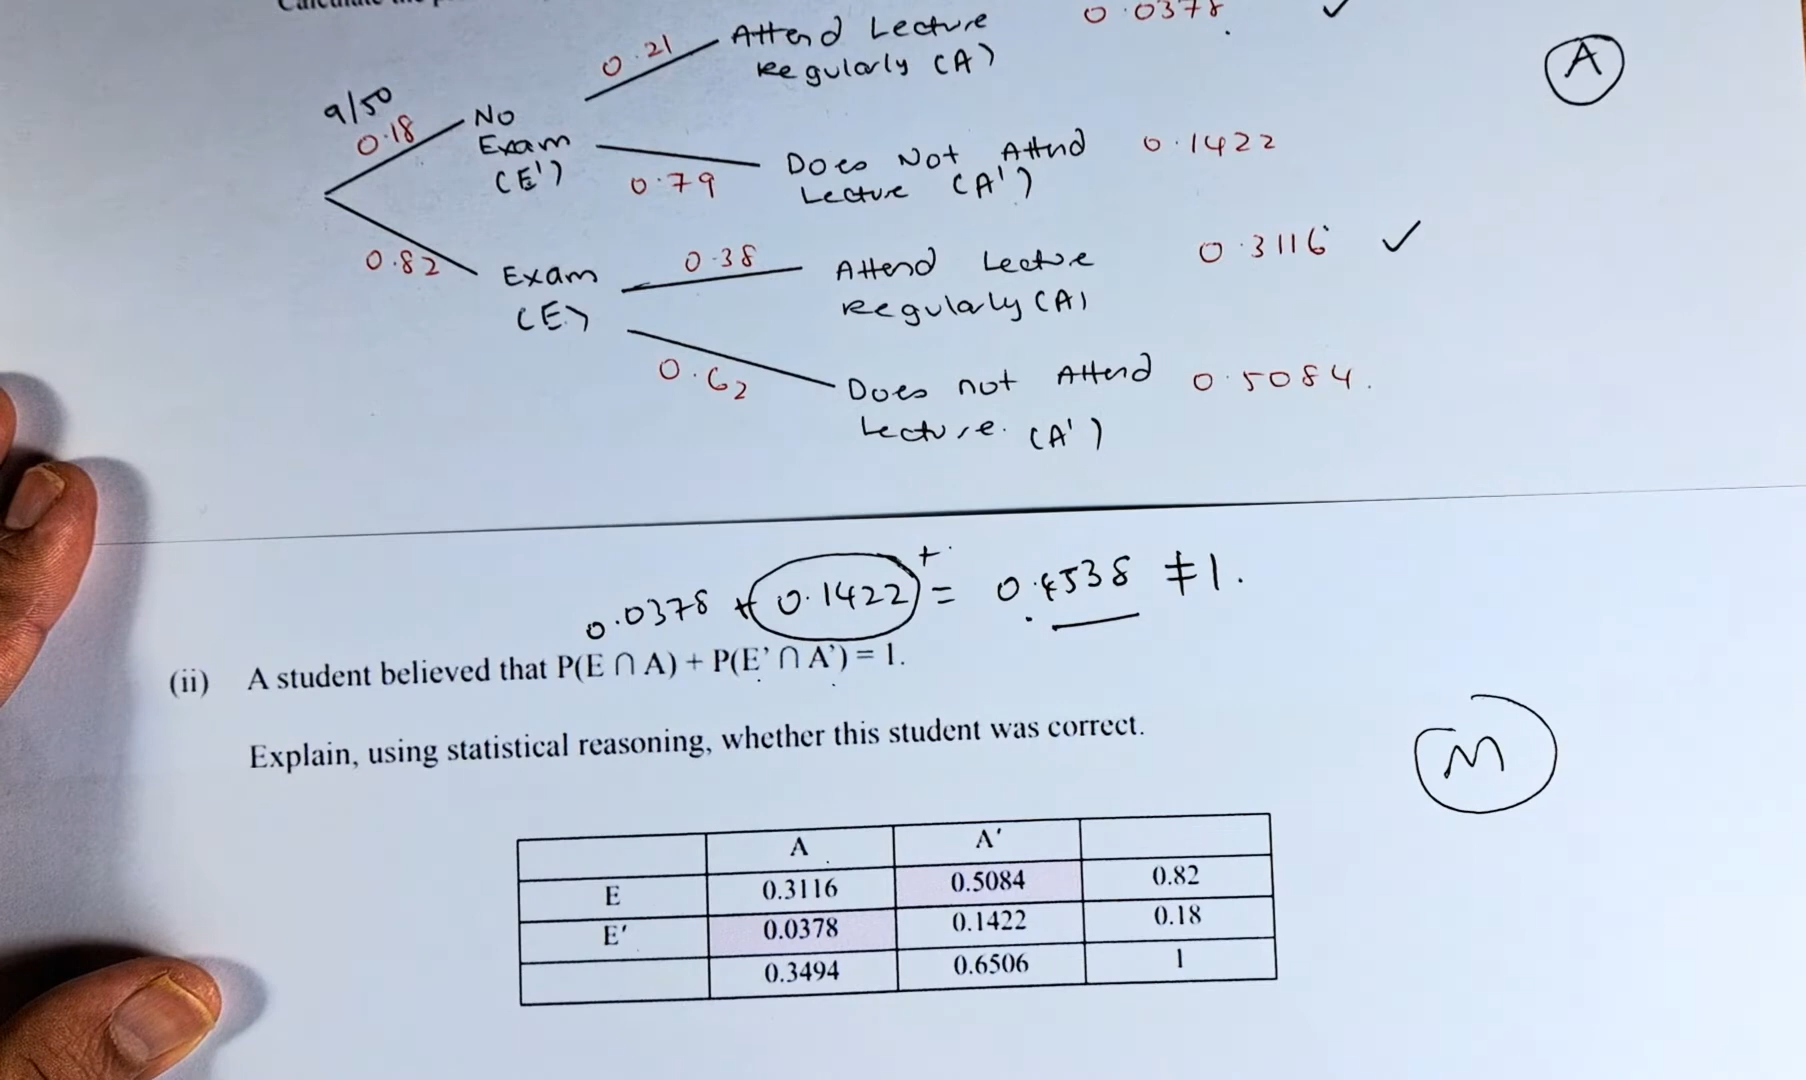 0.0378 ✓
0.21 Attend Lecture
Regularly (A)
A
9/50
0.18 No
Exam
(E')
0.79
Does Not Attend 0.1422
Lecture (A')
0.82
Exam
(E)
0.38 Attend Lecture 0.3116 ✓
Regularly (A)
0.62
Does not Attend 0.5084.
Lecture. (A')
0.0378 + 0.1422 + = 0.4538 ≠ 1.
(ii) A student believed that P(E ∩ A) + P(E’ ∩ A’) = 1.
Explain, using statistical reasoning, whether this student was correct.
M
A A′
E 0.3116 0.5084 0.82
E′ 0.0378 0.1422 0.18
0.3494 0.6506 1